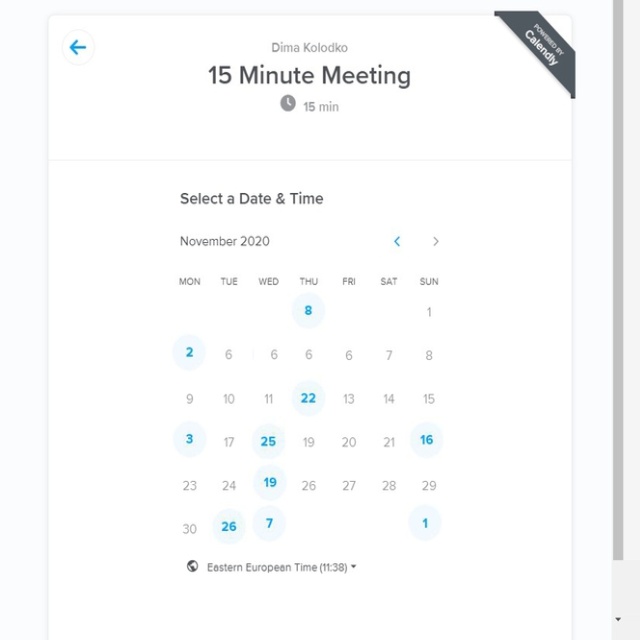 POWERED BY
Calendly
Dima Kolodko
15 Minute Meeting
15 min
Select a Date & Time
November 2020
MON TUE WED THU FRI SAT SUN
8 1
2 6 6 6 6 7 8
9 10 11 22 13 14 15
3 17 25 19 20 21 16
23 24 19 26 27 28 29
30 26 7 1
Eastern European Time (11:38)